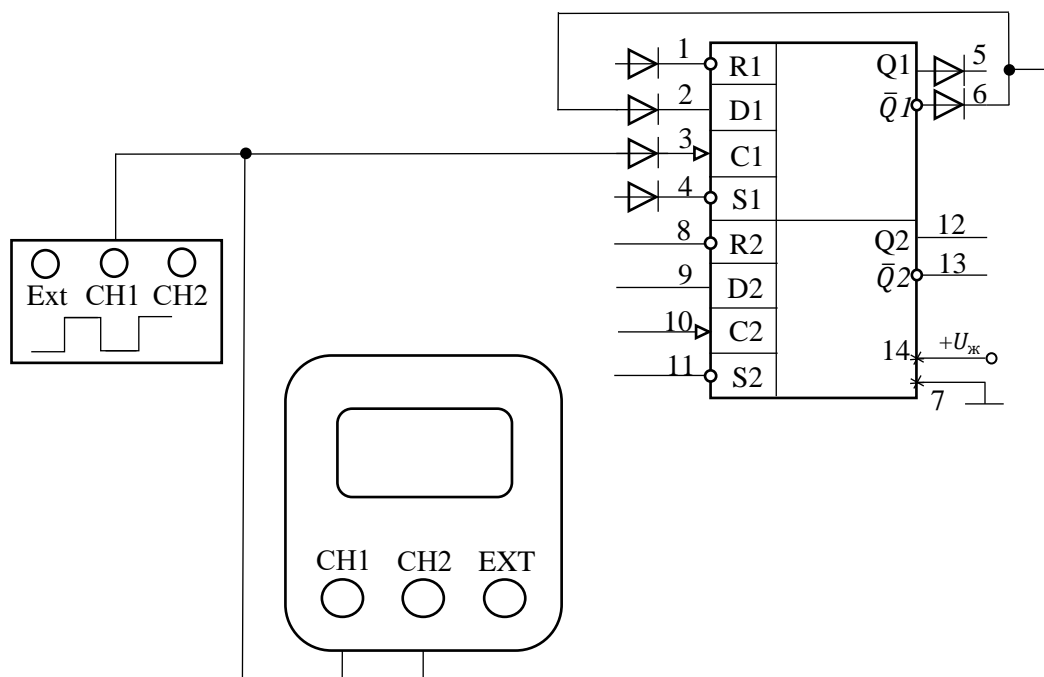 1 R1 Q1 5
2 D1 Q̄1 6
3 C1
4 S1
8 R2 Q2 12
9 D2 Q̄2 13
10 C2
11 S2 14 +Uж
7
Ext CH1 CH2
CH1 CH2 EXT